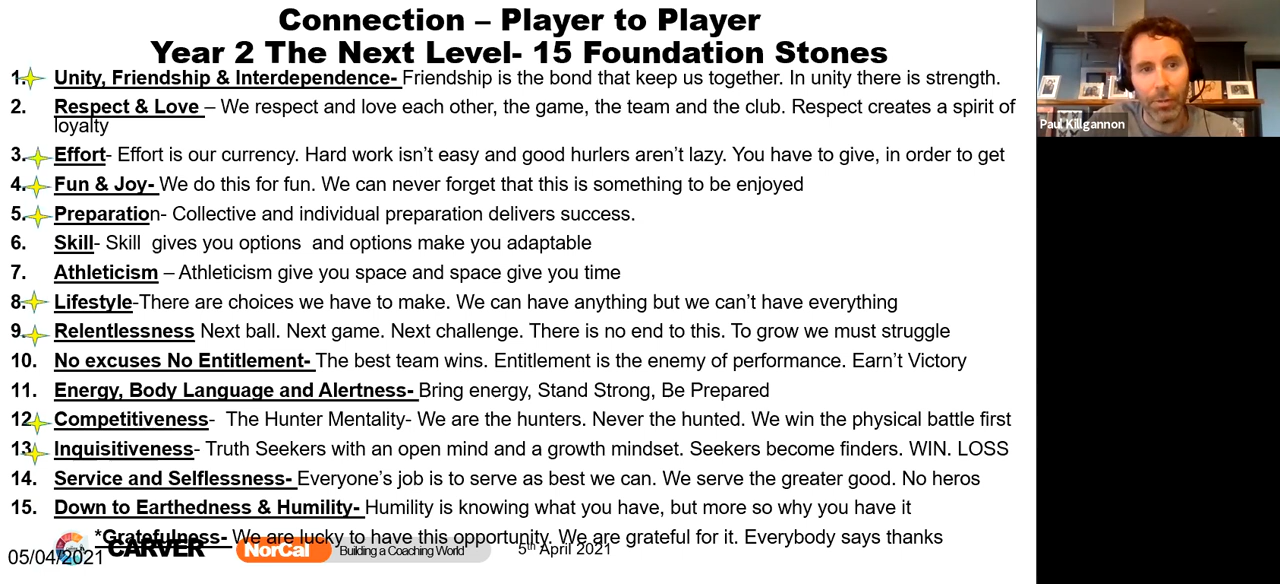 Connection – Player to Player
Year 2 The Next Level- 15 Foundation Stones
1. Unity, Friendship & Interdependence- Friendship is the bond that keep us together. In unity there is strength.
2. Respect & Love – We respect and love each other, the game, the team and the club. Respect creates a spirit of
loyalty
3. Effort- Effort is our currency. Hard work isn’t easy and good hurlers aren’t lazy. You have to give, in order to get
4. Fun & Joy- We do this for fun. We can never forget that this is something to be enjoyed
5. Preparation- Collective and individual preparation delivers success.
6. Skill- Skill gives you options and options make you adaptable
7. Athleticism – Athleticism give you space and space give you time
8. Lifestyle-There are choices we have to make. We can have anything but we can’t have everything
9. Relentlessness Next ball. Next game. Next challenge. There is no end to this. To grow we must struggle
10. No excuses No Entitlement- The best team wins. Entitlement is the enemy of performance. Earn’t Victory
11. Energy, Body Language and Alertness- Bring energy, Stand Strong, Be Prepared
12. Competitiveness- The Hunter Mentality- We are the hunters. Never the hunted. We win the physical battle first
13. Inquisitiveness- Truth Seekers with an open mind and a growth mindset. Seekers become finders. WIN. LOSS
14. Service and Selflessness- Everyone’s job is to serve as best we can. We serve the greater good. No heros
15. Down to Earthedness & Humility- Humility is knowing what you have, but more so why you have it
*Gratefulness- We are lucky to have this opportunity. We are grateful for it. Everybody says thanks
05/04/2021 CARVER NorCal Building a Coaching World 5th April 2021
Paul Killgannon